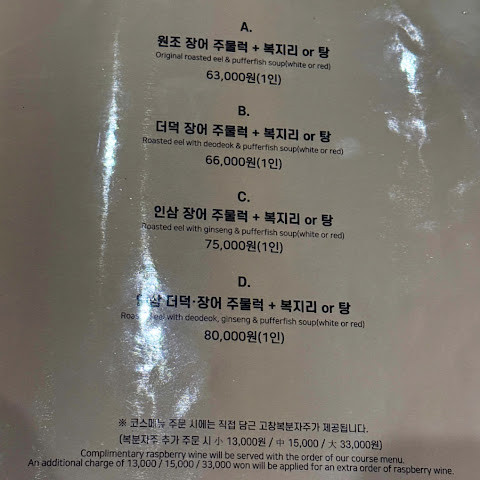 A.
원조 장어 주물럭 + 복지리 or 탕
Original roasted eel & pufferfish soup(white or red)
63,000원(1인)
B.
더덕 장어 주물럭 + 복지리 or 탕
Roasted eel with deodeok & pufferfish soup(white or red)
66,000원(1인)
C.
인삼 장어 주물럭 + 복지리 or 탕
Roasted eel with ginseng & pufferfish soup(white or red)
75,000원(1인)
D.
인삼 더덕·장어 주물럭 + 복지리 or 탕
Roasted eel with deodeok, ginseng & pufferfish soup(white or red)
80,000원(1인)
※ 코스메뉴 주문 시에는 직접 담근 고창복분자주가 제공됩니다.
(복분자주 추가 주문 시 小 13,000원 / 中 15,000 / 大 33,000원)
Complimentary raspberry wine will be served with the order of our course menu.
An additional charge of 13,000 / 15,000 / 33,000 won will be applied for an extra order of raspberry wine.